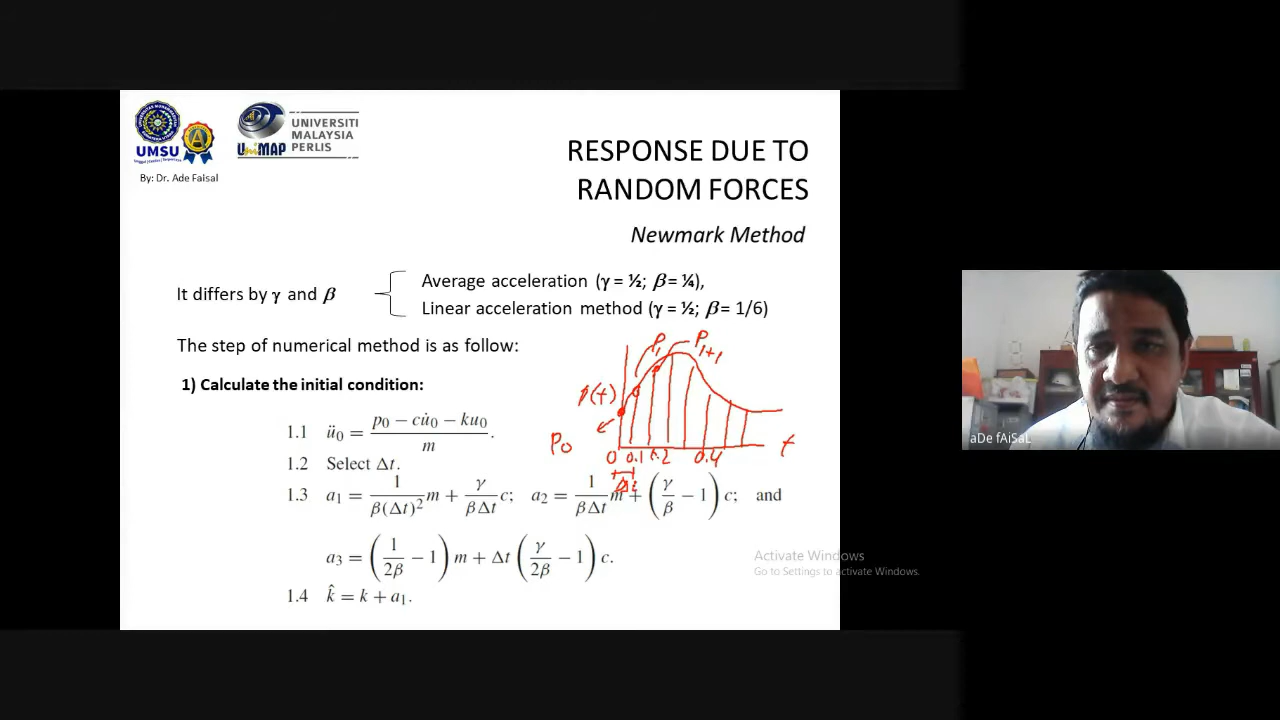 UMSU
UniMAP
UNIVERSITI
MALAYSIA
PERLIS
By: Dr. Ade Faisal
RESPONSE DUE TO
RANDOM FORCES
Newmark Method
It differs by γ and β
Average acceleration (γ = ½; β= ¼),
Linear acceleration method (γ = ½; β= 1/6)
The step of numerical method is as follow:
1) Calculate the initial condition:
P₁ P₁₊₁
p(t)
P₀
0 0.1 0.2 0.4 t
Δt
1.1 ü₀ = (p₀ − cu̇₀ − ku₀) / m.
1.2 Select Δt.
1.3 a₁ = 1/(β(Δt)²) m + γ/(βΔt) c; a₂ = 1/(βΔt) m + (γ/β − 1) c; and
a₃ = (1/(2β) − 1) m + Δt (γ/(2β) − 1) c.
1.4 k̂ = k + a₁.
Activate Windows
Go to Settings to activate Windows.
aDe fAiSaL